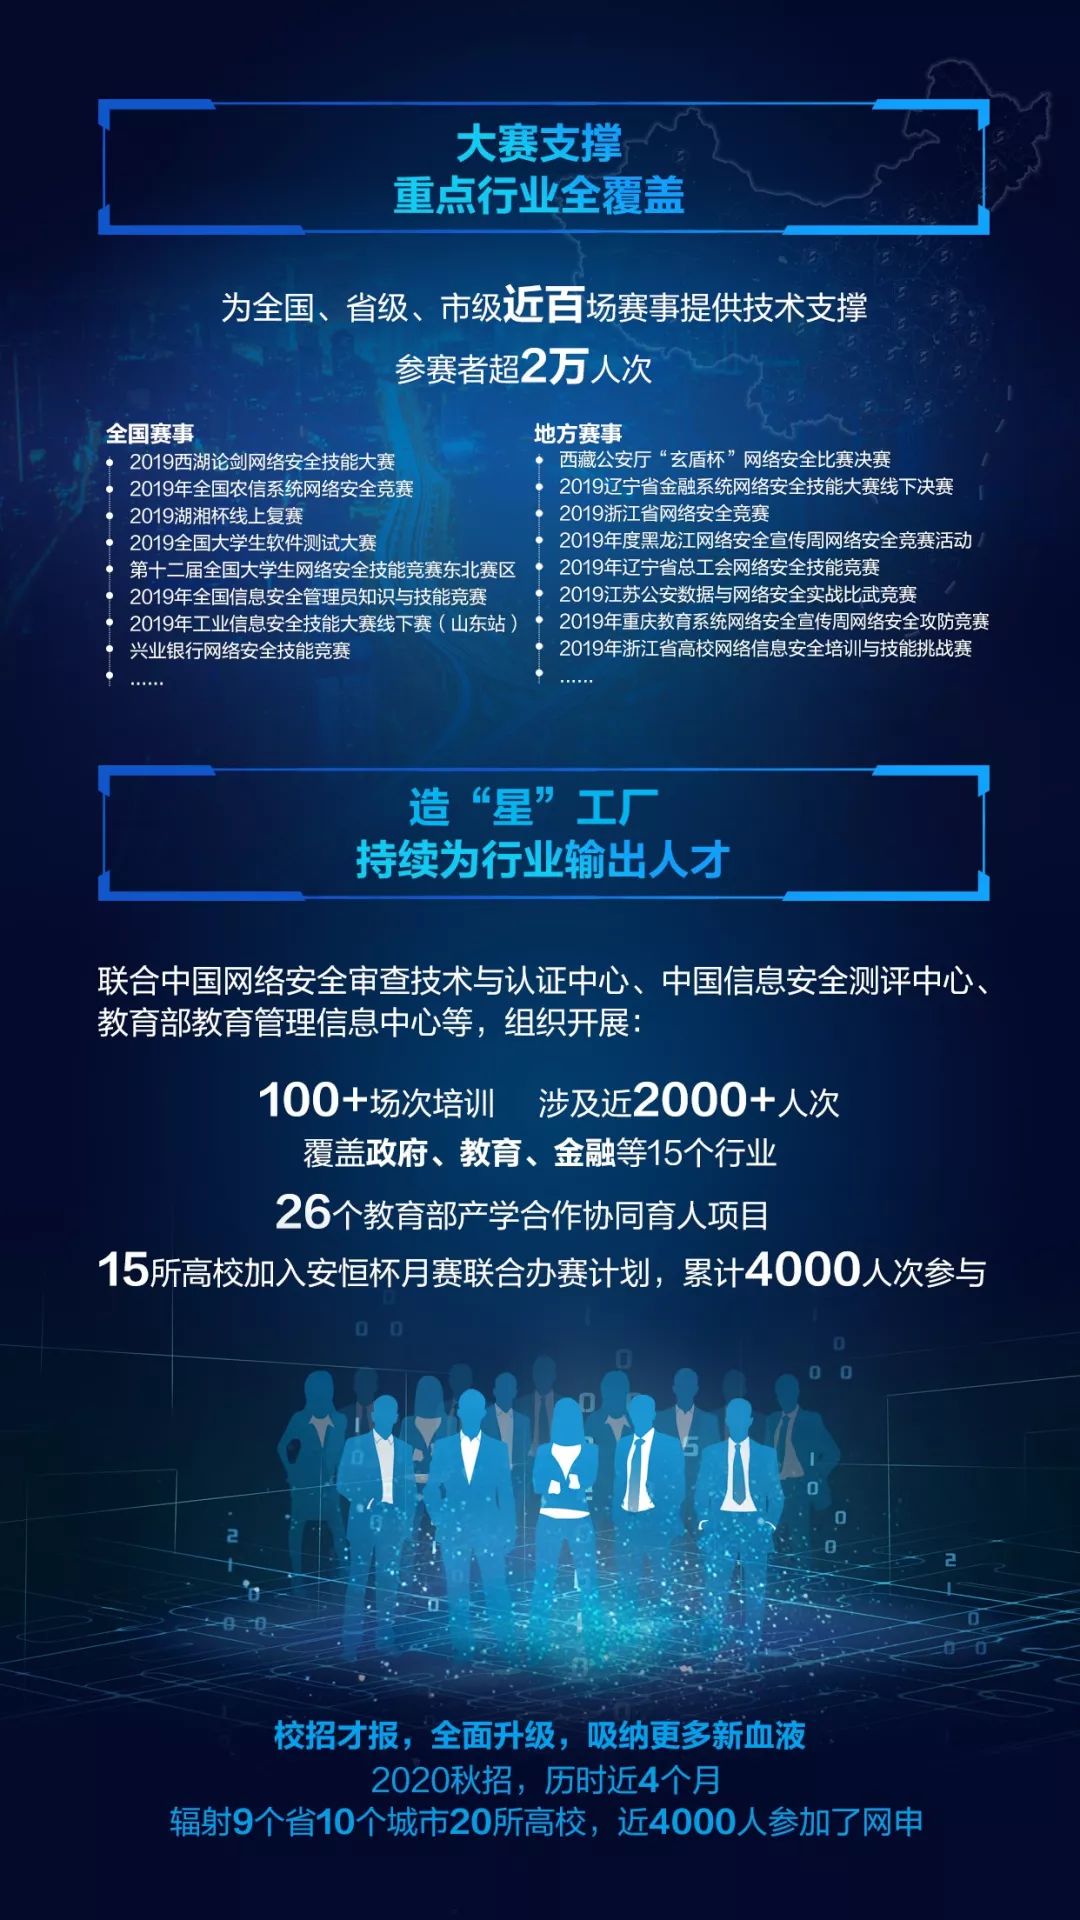 大赛支撑
重点行业全覆盖
为全国、省级、市级近百场赛事提供技术支撑
参赛者超2万人次
全国赛事
2019西湖论剑网络安全技能大赛
2019年全国农信系统网络安全竞赛
2019湖湘杯线上复赛
2019全国大学生软件测试大赛
第十二届全国大学生网络安全技能竞赛东北赛区
2019年全国信息安全管理员知识与技能竞赛
2019年工业信息安全技能大赛线下赛（山东站）
兴业银行网络安全技能竞赛
......
地方赛事
西藏公安厅“玄盾杯”网络安全比赛决赛
2019辽宁省金融系统网络安全技能大赛线下决赛
2019浙江省网络安全竞赛
2019年度黑龙江网络安全宣传周网络安全竞赛活动
2019年辽宁省总工会网络安全技能竞赛
2019江苏公安数据与网络安全实战比武竞赛
2019年重庆教育系统网络安全宣传周网络安全攻防竞赛
2019年浙江省高校网络信息安全培训与技能挑战赛
......
造“星”工厂
持续为行业输出人才
联合中国网络安全审查技术与认证中心、中国信息安全测评中心、
教育部教育管理信息中心等，组织开展：
100+场次培训 涉及近2000+人次
覆盖政府、教育、金融等15个行业
26个教育部产学合作协同育人项目
15所高校加入安恒杯月赛联合办赛计划，累计4000人次参与
校招才报，全面升级，吸纳更多新血液
2020秋招，历时近4个月
辐射9个省10个城市20所高校，近4000人参加了网申